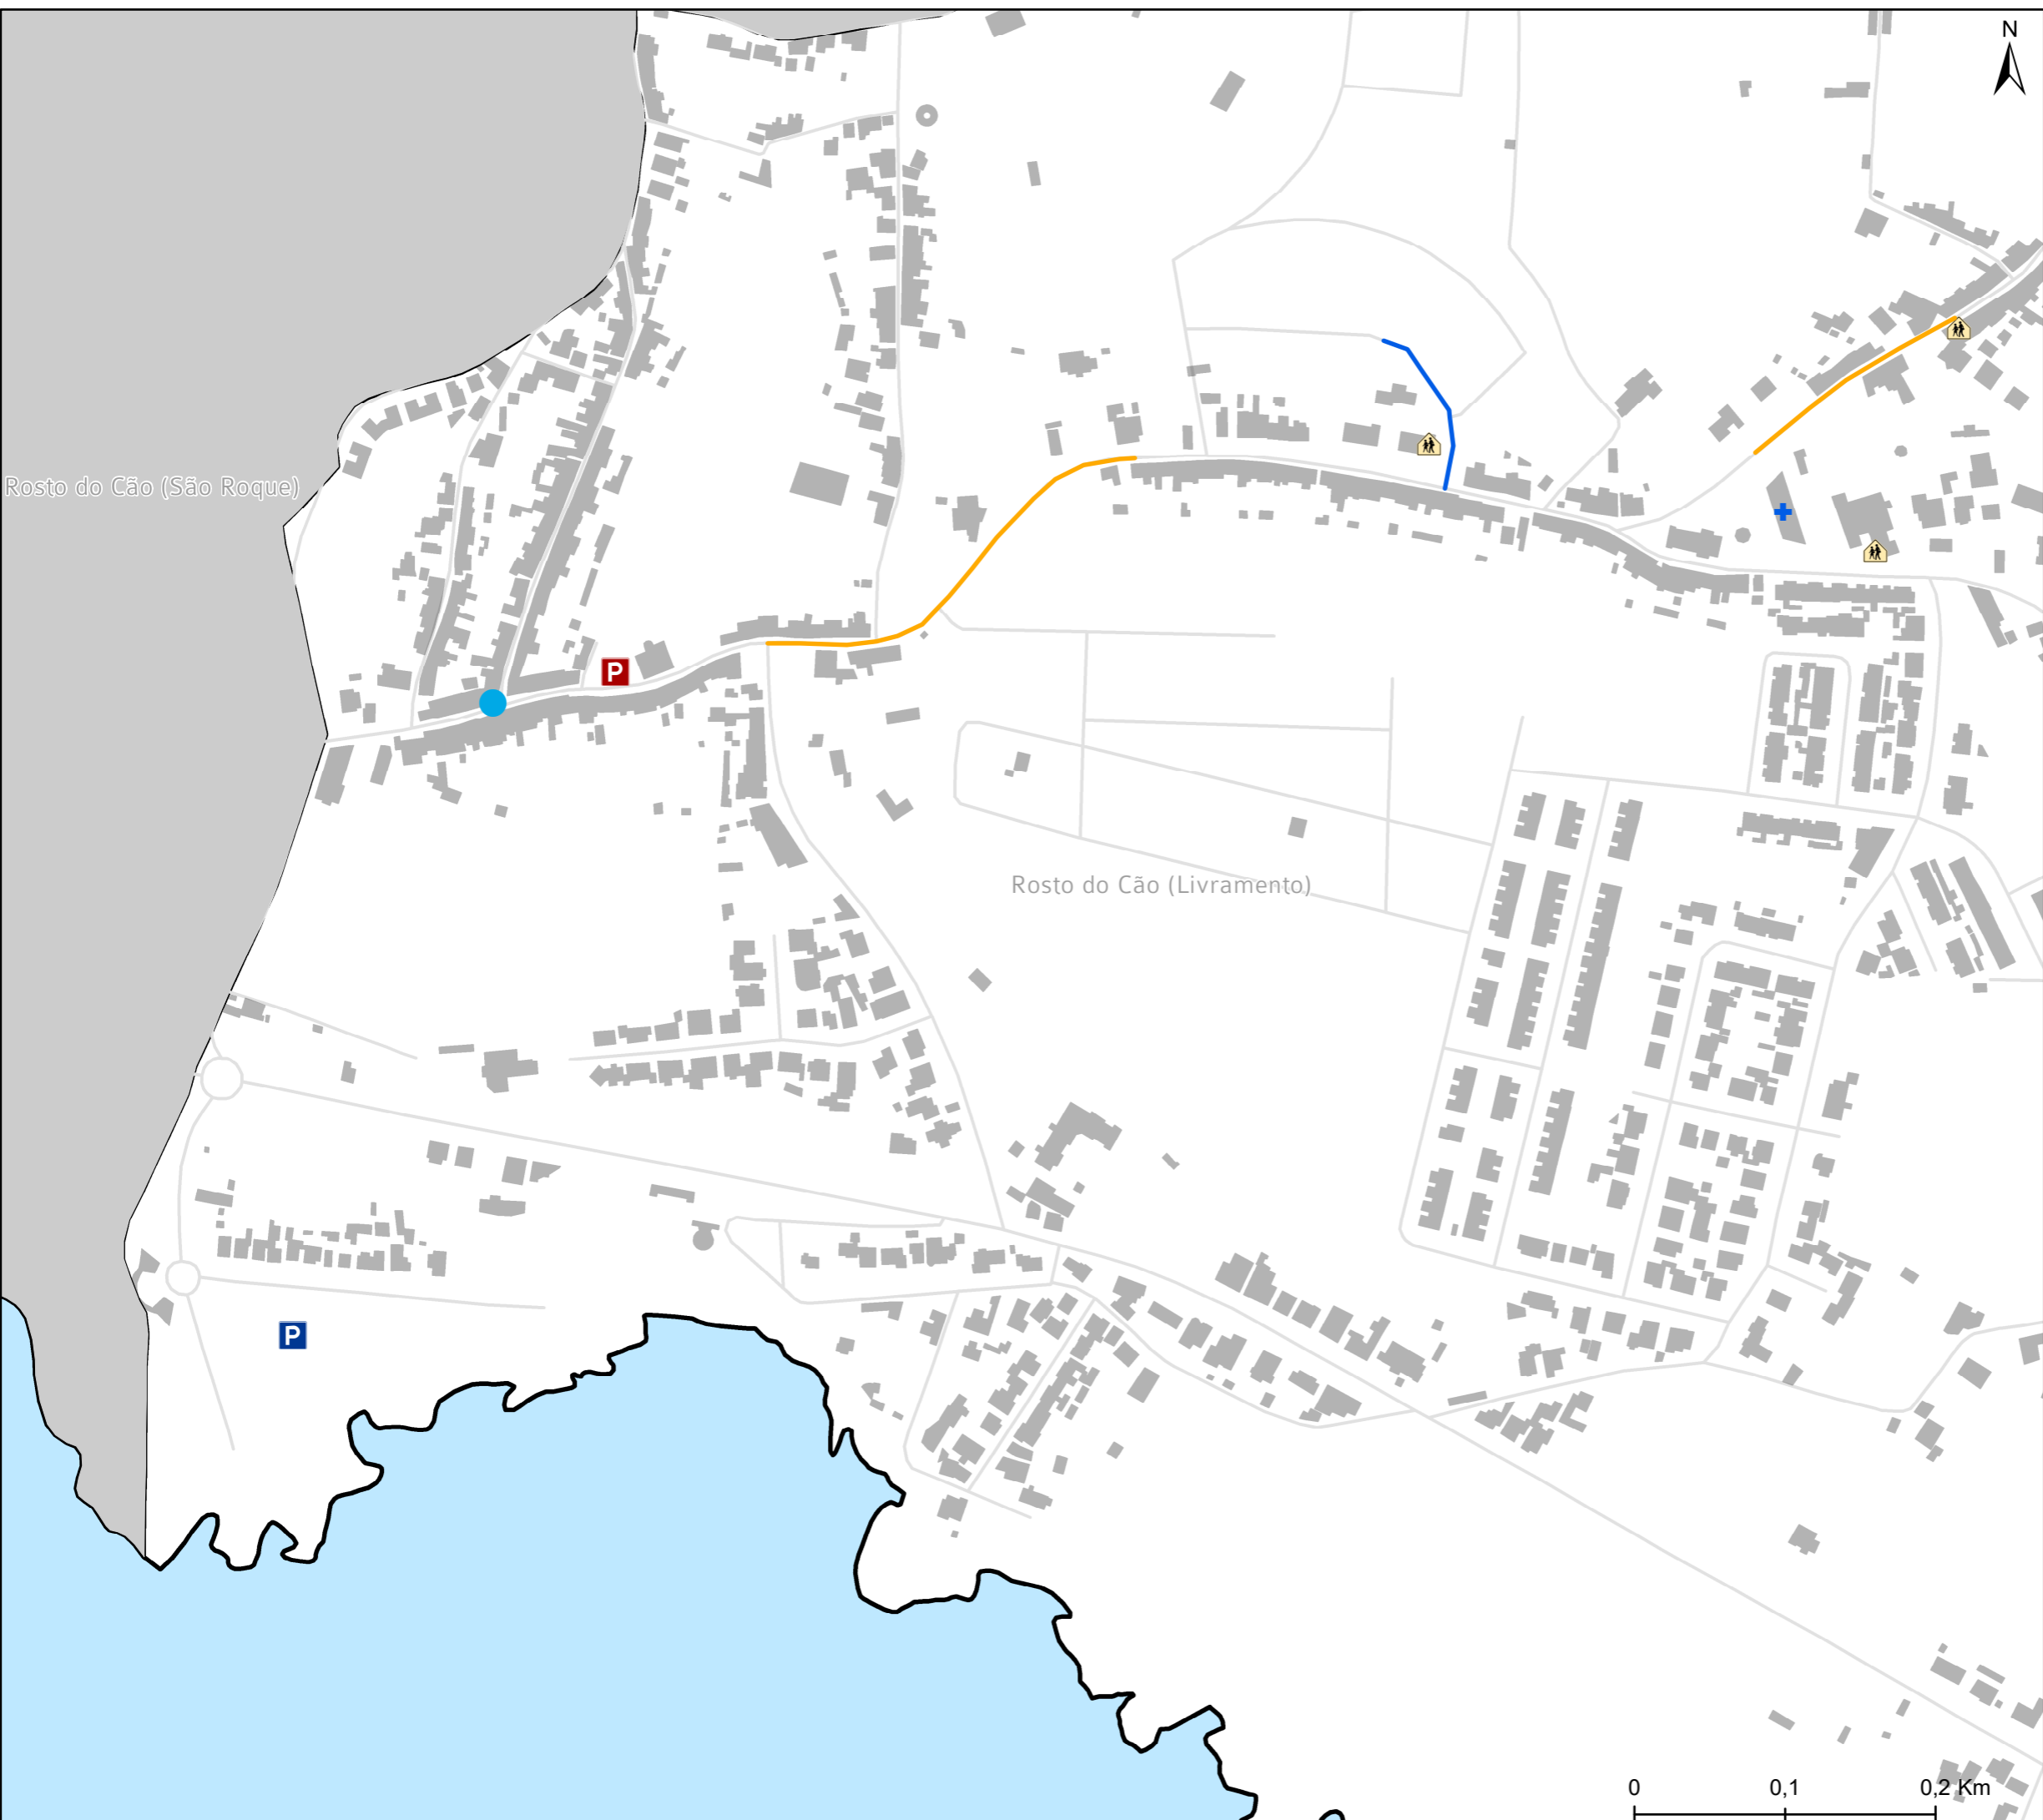 N
Rosto do Cão (São Roque)
P
Rosto do Cão (Livramento)
P
0 0,1 0,2 Km